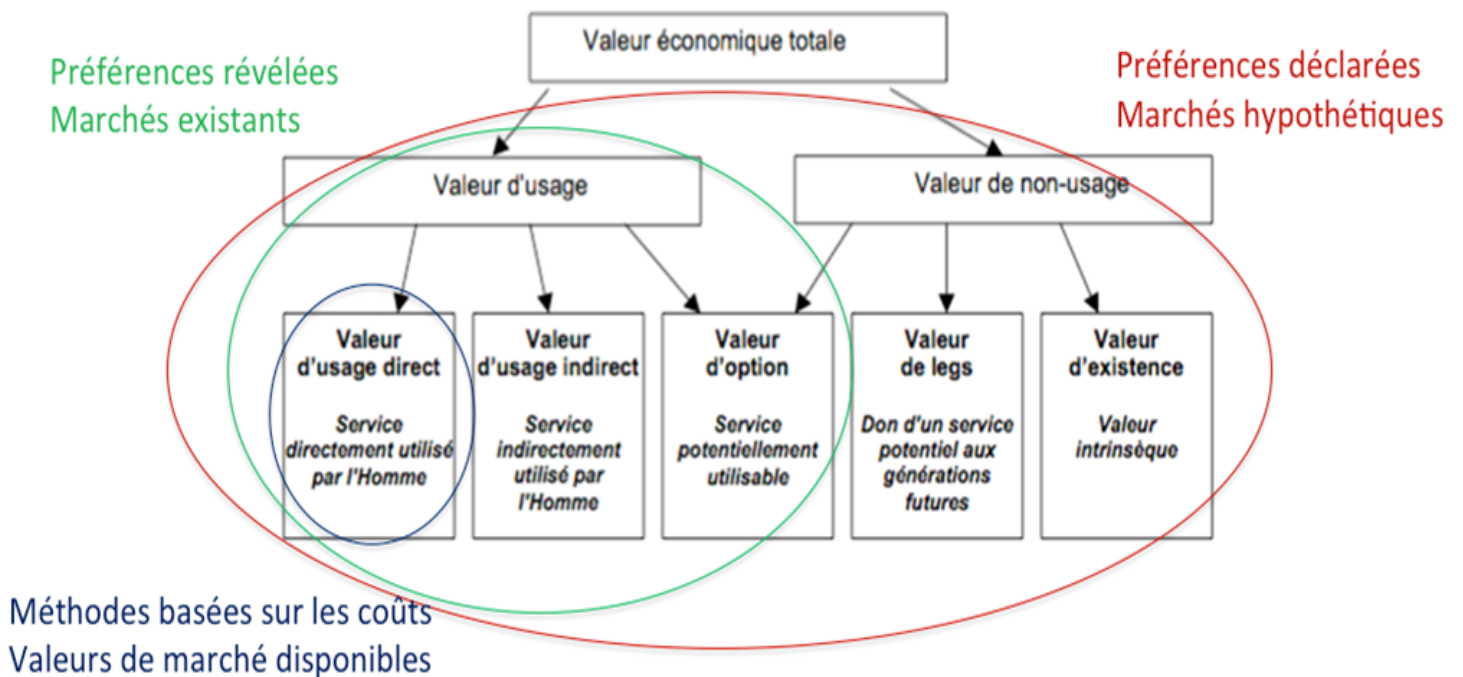 Valeur économique totale
Préférences révélées
Marchés existants
Préférences déclarées
Marchés hypothétiques
Valeur d'usage
Valeur de non-usage
Valeur
d'usage direct
Service
directement utilisé
par l'Homme
Valeur
d'usage indirect
Service
indirectement
utilisé par
l'Homme
Valeur
d'option
Service
potentiellement
utilisable
Valeur
de legs
Don d'un service
potentiel aux
générations
futures
Valeur
d'existence
Valeur
intrinsèque
Méthodes basées sur les coûts
Valeurs de marché disponibles